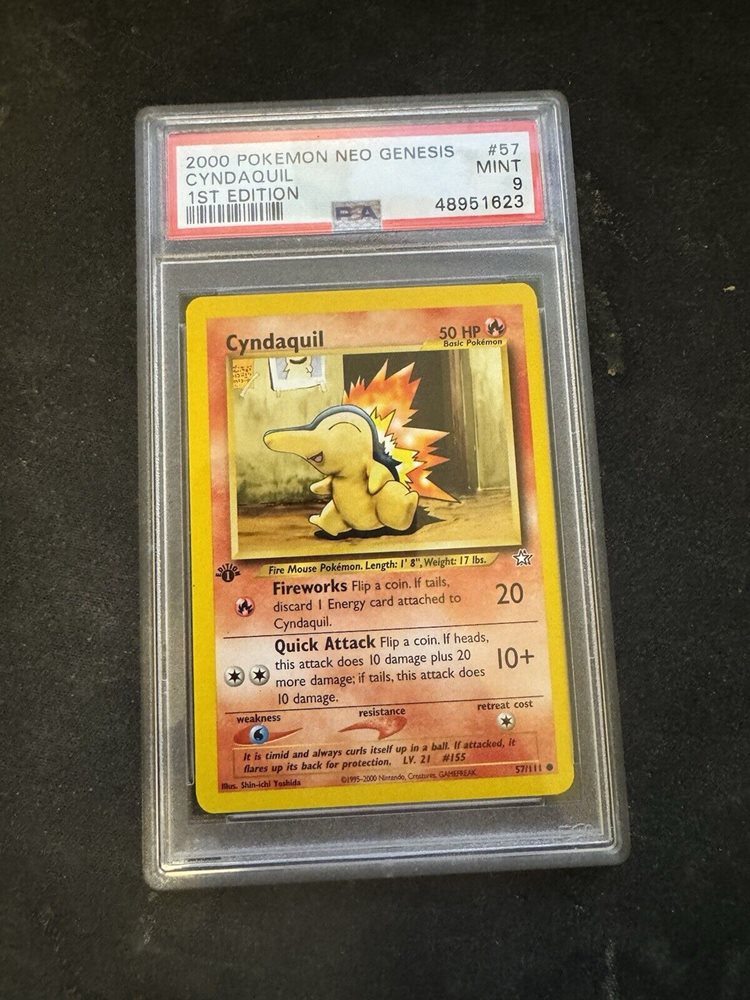 2000 POKEMON NEO GENESIS #57
CYNDAQUIL MINT
1ST EDITION 9
PSA 48951623
Cyndaquil 50 HP
Basic Pokémon
Fire Mouse Pokémon. Length: 1' 8", Weight: 17 lbs.
EDITION 1
Fireworks Flip a coin. If tails,
discard 1 Energy card attached to
Cyndaquil.
20
Quick Attack Flip a coin. If heads,
this attack does 10 damage plus 20
more damage; if tails, this attack does
10 damage.
10+
weakness resistance retreat cost
It is timid and always curls itself up in a ball. If attacked, it
flares up its back for protection. LV. 21 #155
Illus. Shin-ichi Yoshida ©1995-2000 Nintendo, Creatures, GAMEFREAK 57/111